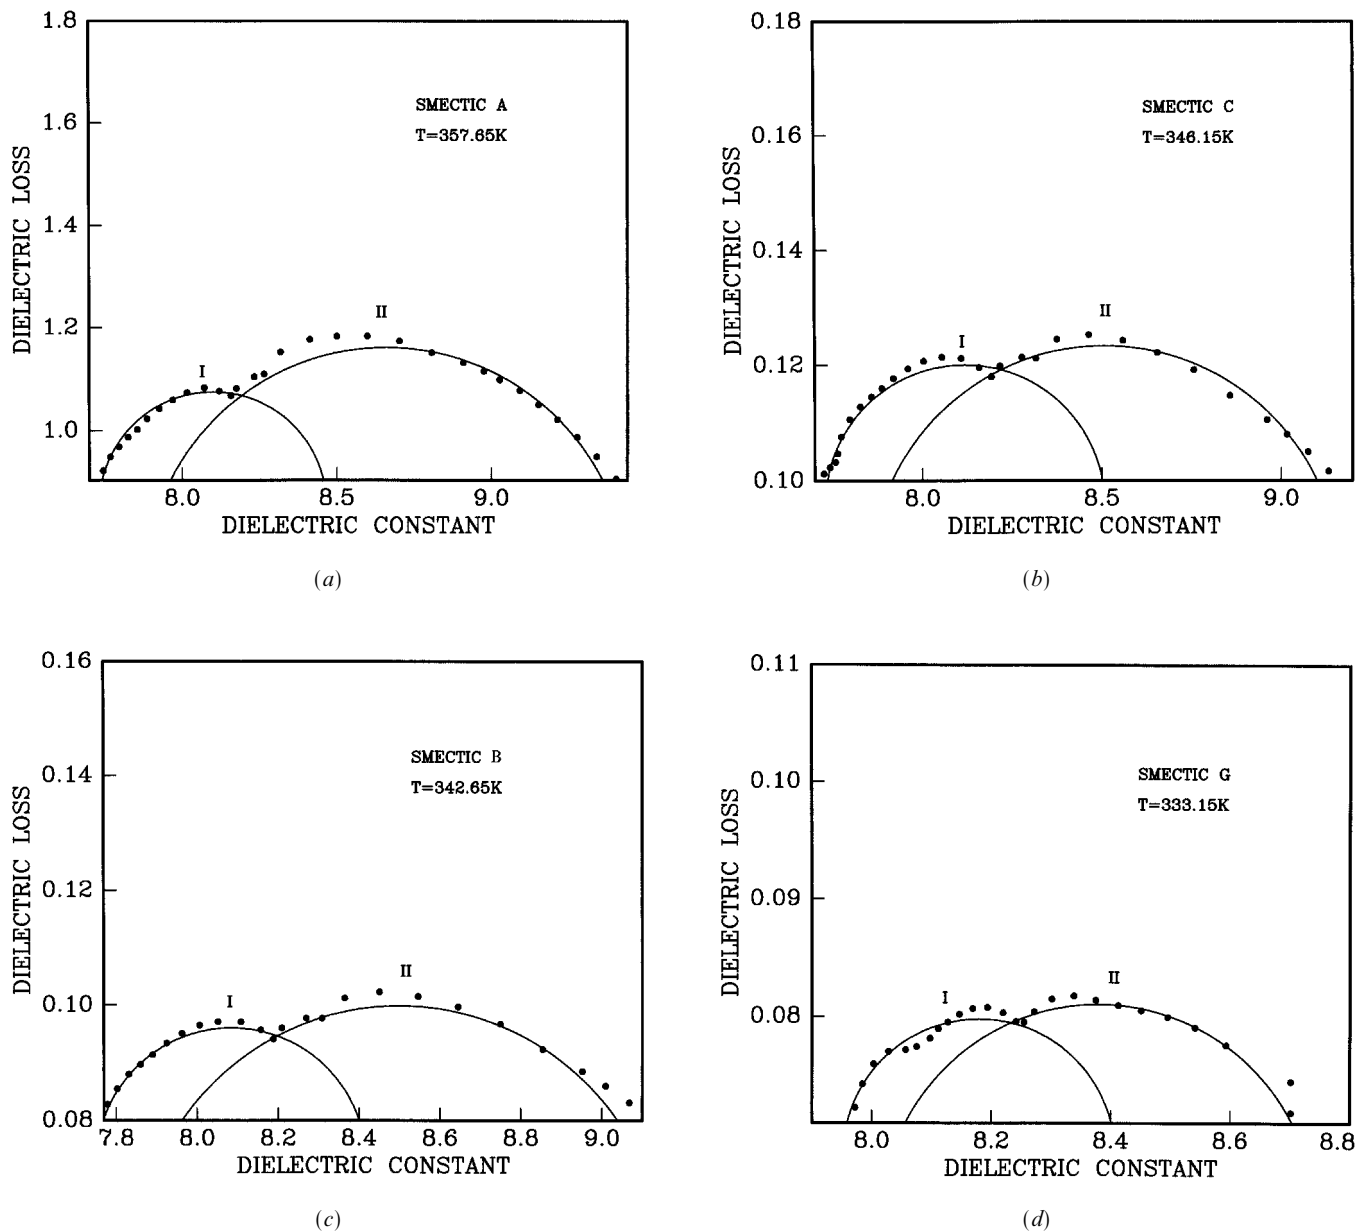 1.8
1.6
1.4
1.2
1.0
DIELECTRIC LOSS
SMECTIC A
T=357.65K
I
II
8.0 8.5 9.0
DIELECTRIC CONSTANT
(a)
0.18
0.16
0.14
0.12
0.10
DIELECTRIC LOSS
SMECTIC C
T=346.15K
I
II
8.0 8.5 9.0
DIELECTRIC CONSTANT
(b)
0.16
0.14
0.12
0.10
0.08
DIELECTRIC LOSS
SMECTIC B
T=342.65K
I
II
7.8 8.0 8.2 8.4 8.6 8.8 9.0
DIELECTRIC CONSTANT
(c)
0.11
0.10
0.09
0.08
DIELECTRIC LOSS
SMECTIC G
T=333.15K
I
II
8.0 8.2 8.4 8.6 8.8
DIELECTRIC CONSTANT
(d)